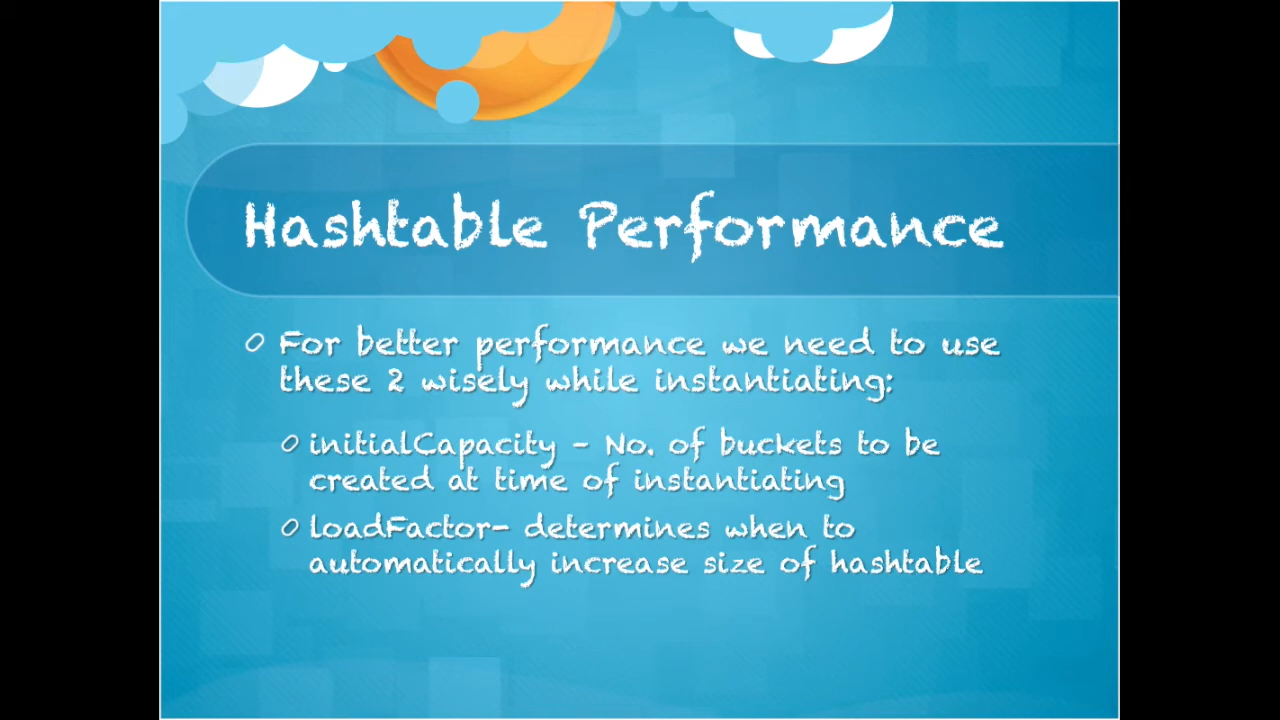 Hashtable Performance
For better performance we need to use
these 2 wisely while instantiating:
initialCapacity - No. of buckets to be
created at time of instantiating
loadFactor- determines when to
automatically increase size of hashtable